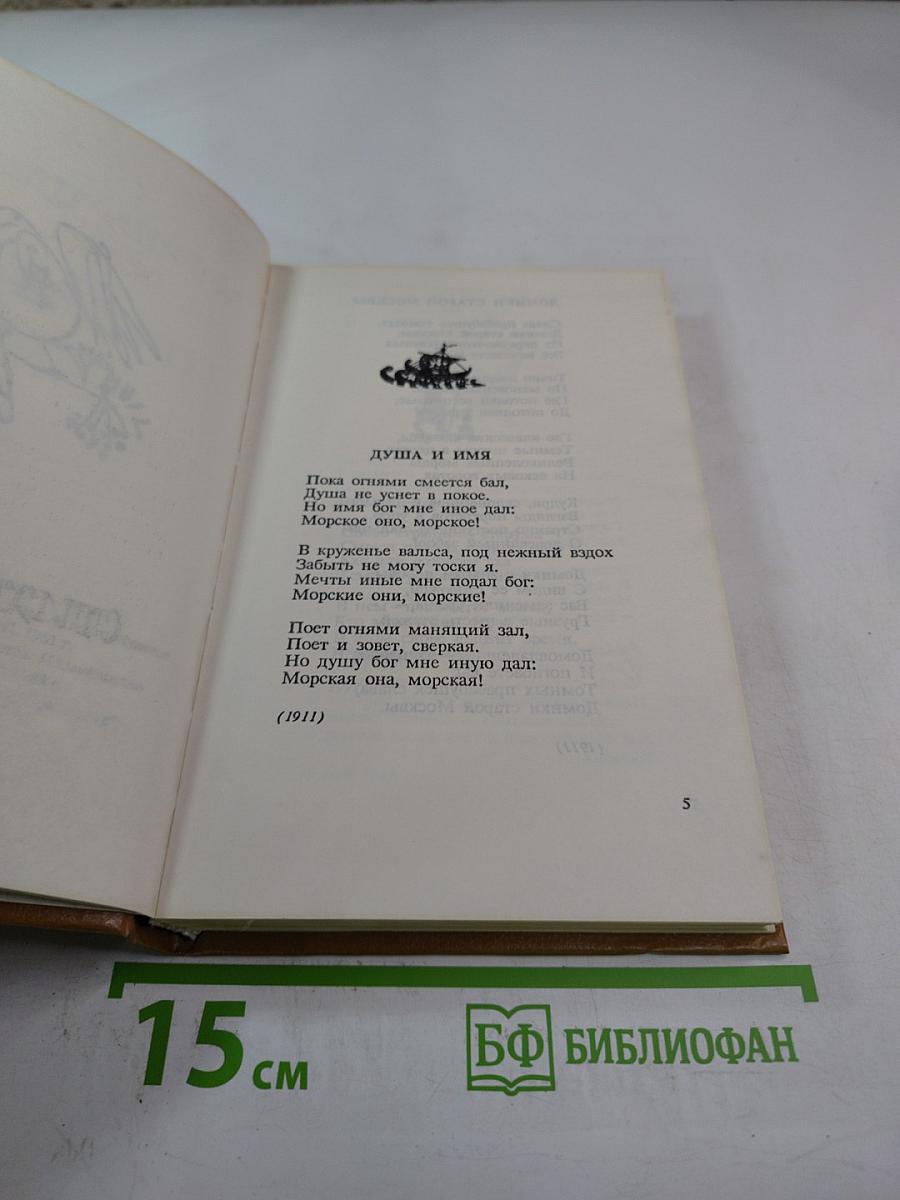 ДУША И ИМЯ
Пока огнями смеется бал,
Душа не уснет в покое.
Но имя бог мне иное дал:
Морское оно, морское!
В круженье вальса, под нежный вздох
Забыть не могу тоски я.
Мечты иные мне подал бог:
Морские они, морские!
Поет огнями манящий зал,
Поет и зовет, сверкая.
Но душу бог мне иную дал:
Морская она, морская!
(1911)
5
15 см
БФ БИБЛИОФАН